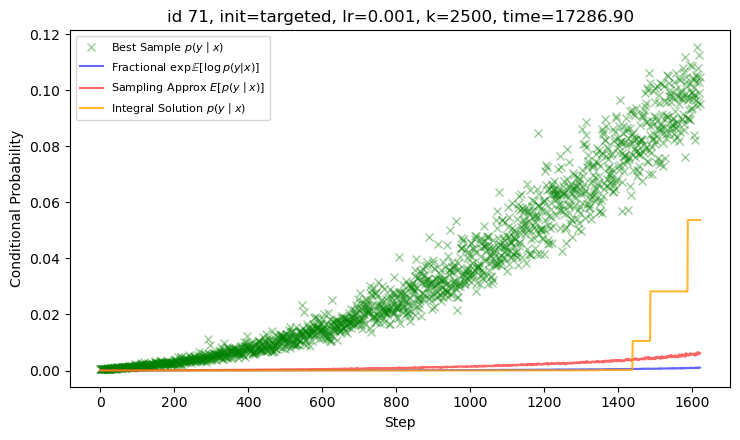 id 71, init=targeted, lr=0.001, k=2500, time=17286.90
Best Sample p(y | x)
Fractional exp𝔼[log p(y|x)]
Sampling Approx E[p(y | x)]
Integral Solution p(y | x)
Conditional Probability
0.12
0.10
0.08
0.06
0.04
0.02
0.00
0 200 400 600 800 1000 1200 1400 1600
Step